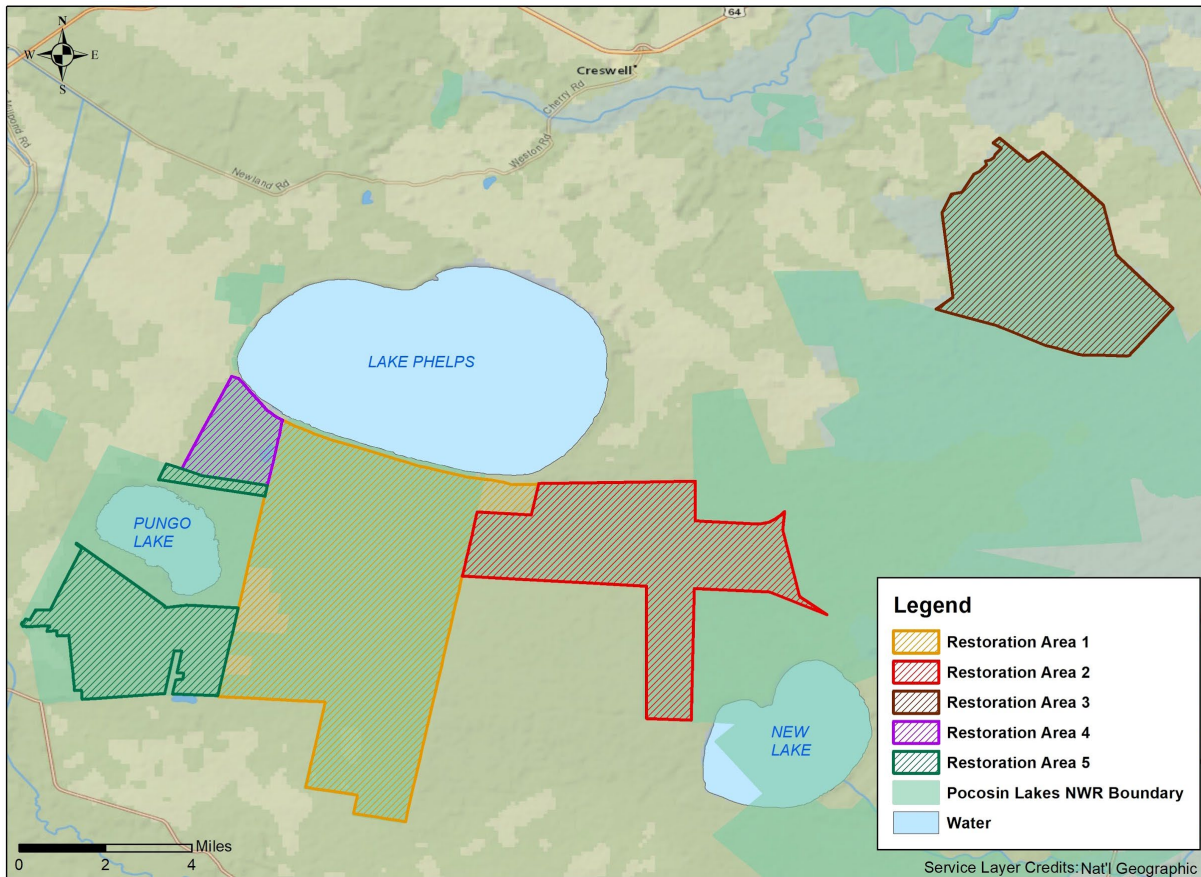 N
W E
S
64
Creswell
Cherry Rd
Weston Rd
Newland Rd
LAKE PHELPS
PUNGO
LAKE
NEW
LAKE
Legend
Restoration Area 1
Restoration Area 2
Restoration Area 3
Restoration Area 4
Restoration Area 5
Pocosin Lakes NWR Boundary
Water
Miles
0 2 4
Service Layer Credits: Nat'l Geographic